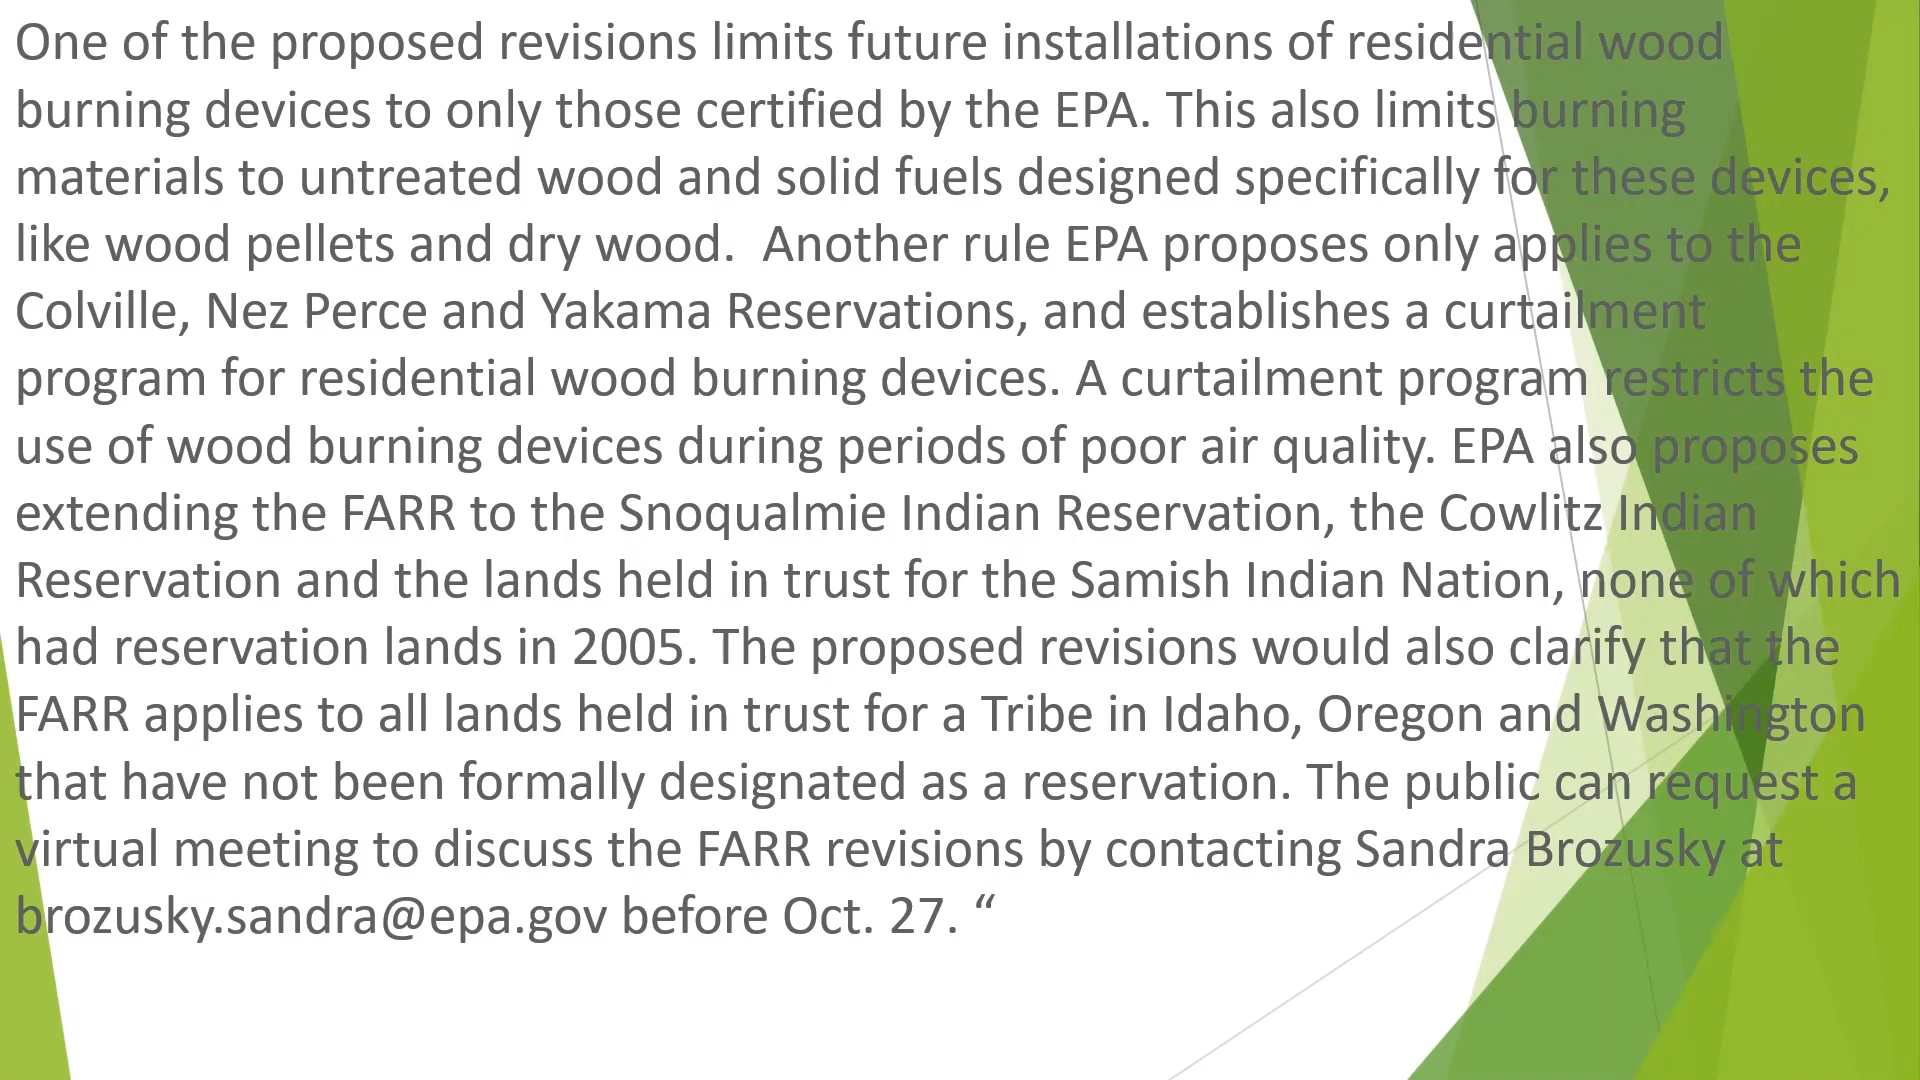 One of the proposed revisions limits future installations of residential wood
burning devices to only those certified by the EPA. This also limits burning
materials to untreated wood and solid fuels designed specifically for these devices,
like wood pellets and dry wood.  Another rule EPA proposes only applies to the
Colville, Nez Perce and Yakama Reservations, and establishes a curtailment
program for residential wood burning devices. A curtailment program restricts the
use of wood burning devices during periods of poor air quality. EPA also proposes
extending the FARR to the Snoqualmie Indian Reservation, the Cowlitz Indian
Reservation and the lands held in trust for the Samish Indian Nation, none of which
had reservation lands in 2005. The proposed revisions would also clarify that the
FARR applies to all lands held in trust for a Tribe in Idaho, Oregon and Washington
that have not been formally designated as a reservation. The public can request a
virtual meeting to discuss the FARR revisions by contacting Sandra Brozusky at
brozusky.sandra@epa.gov before Oct. 27. “